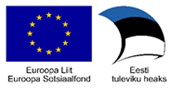 Euroopa Liit
Euroopa Sotsiaalfond
Eesti
tuleviku heaks